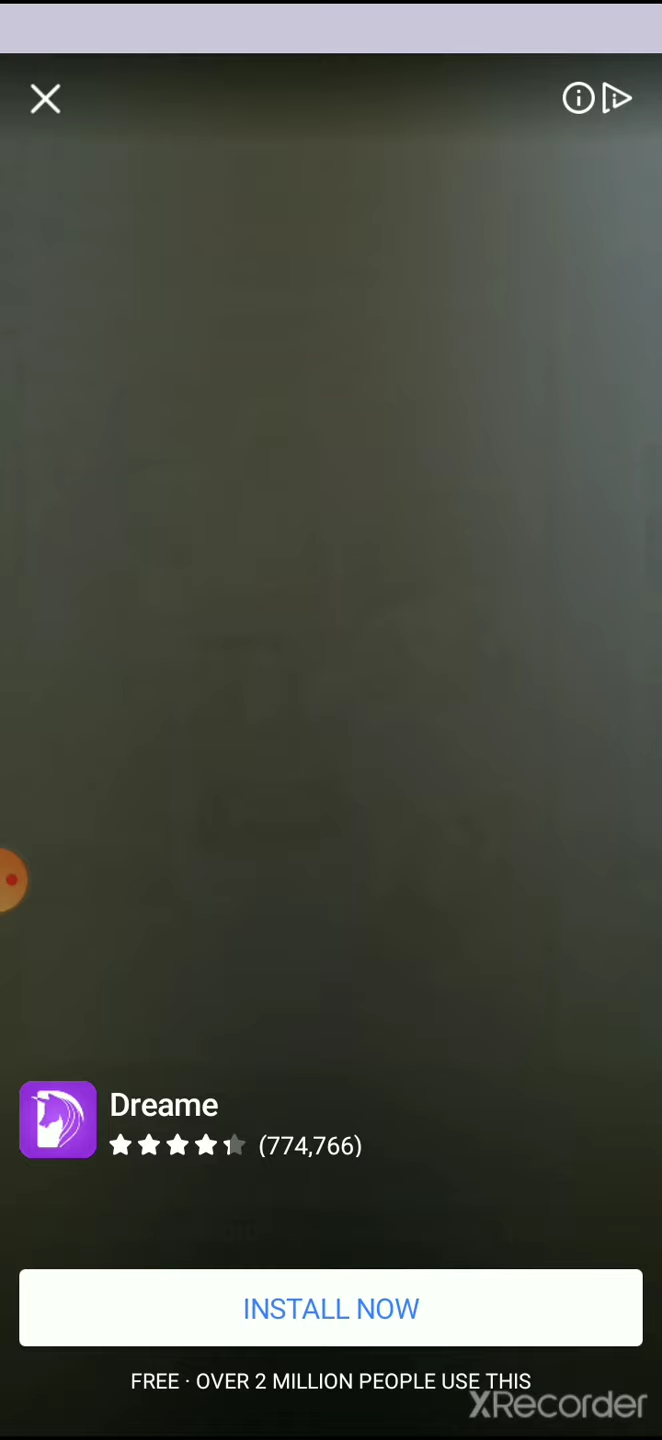 Dreame
(774,766)
INSTALL NOW
FREE · OVER 2 MILLION PEOPLE USE THIS
XRecorder